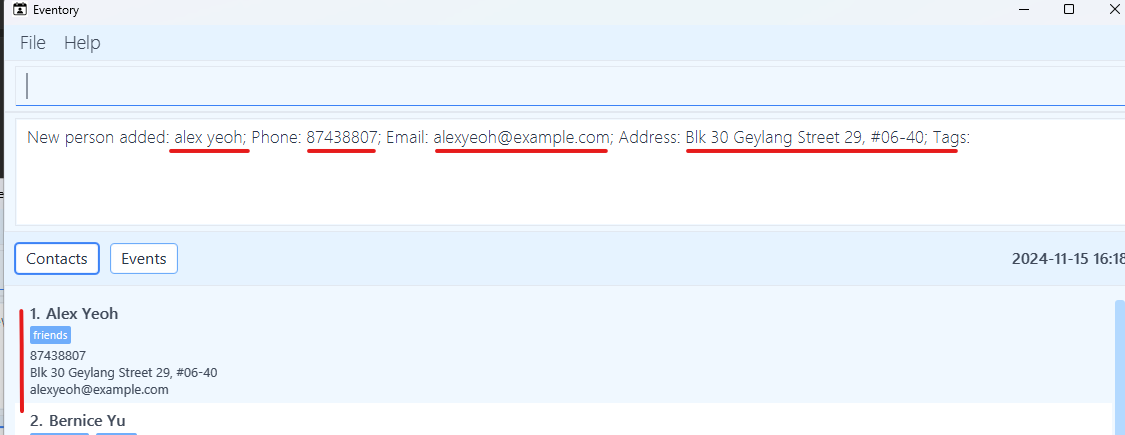 Eventory
File Help
New person added: alex yeoh; Phone: 87438807; Email: alexyeoh@example.com; Address: Blk 30 Geylang Street 29, #06-40; Tags:
Contacts Events 2024-11-15 16:18
1. Alex Yeoh
friends
87438807
Blk 30 Geylang Street 29, #06-40
alexyeoh@example.com
2. Bernice Yu